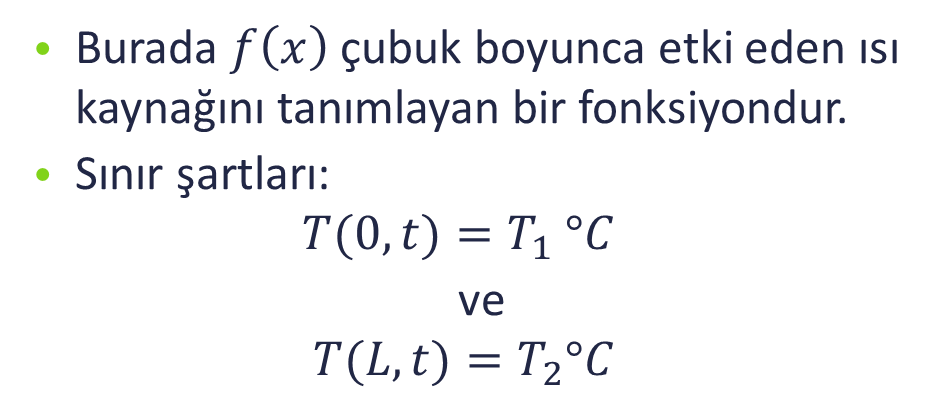 • Burada f(x) çubuk boyunca etki eden ısı
kaynağını tanımlayan bir fonksiyondur.
• Sınır şartları:
T(0, t) = T₁ °C
ve
T(L, t) = T₂°C